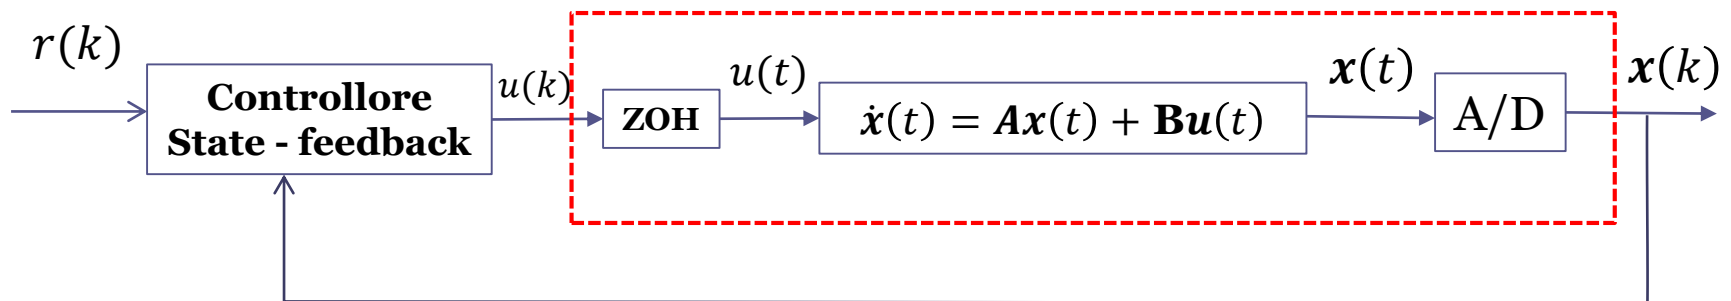 r(k)
Controllore
State - feedback
u(k)
ZOH
u(t)
ẋ(t) = Ax(t) + Bu(t)
x(t)
A/D
x(k)